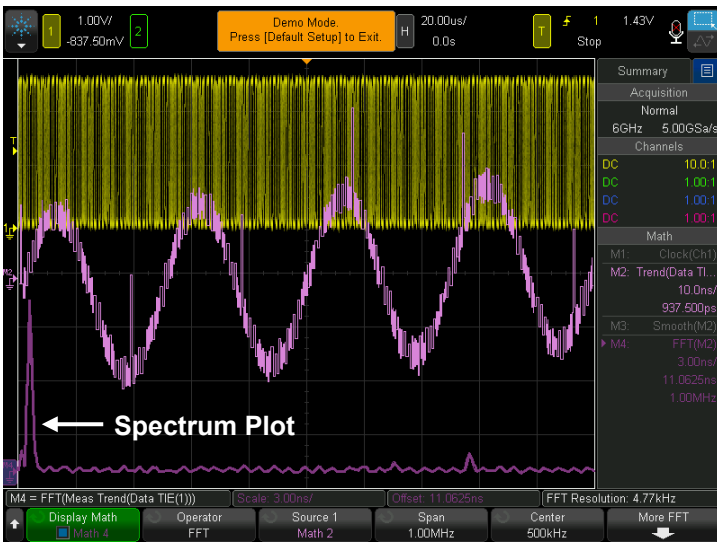 1 1.00V/ -837.50mV 2
Demo Mode.
Press [Default Setup] to Exit.
H 20.00us/ 0.0s
T 1 1.43V
Stop
Summary
Acquisition
Normal
6GHz 5.00GSa/s
Channels
DC 10.0:1
DC 1.00:1
DC 1.00:1
DC 1.00:1
Math
M1: Clock(Ch1)
M2: Trend(Data TI...
10.0ns/
937.500ps
M3: Smooth(M2)
M4: FFT(M2)
3.00ns/
11.0625ns
1.00MHz
T
1
M2
Spectrum Plot
M4
M4 = FFT(Meas Trend(Data TIE(1))) Scale: 3.00ns/ Offset: 11.0625ns FFT Resolution: 4.77kHz
Display Math Operator Source 1 Span Center More FFT
Math 4 FFT Math 2 1.00MHz 500kHz